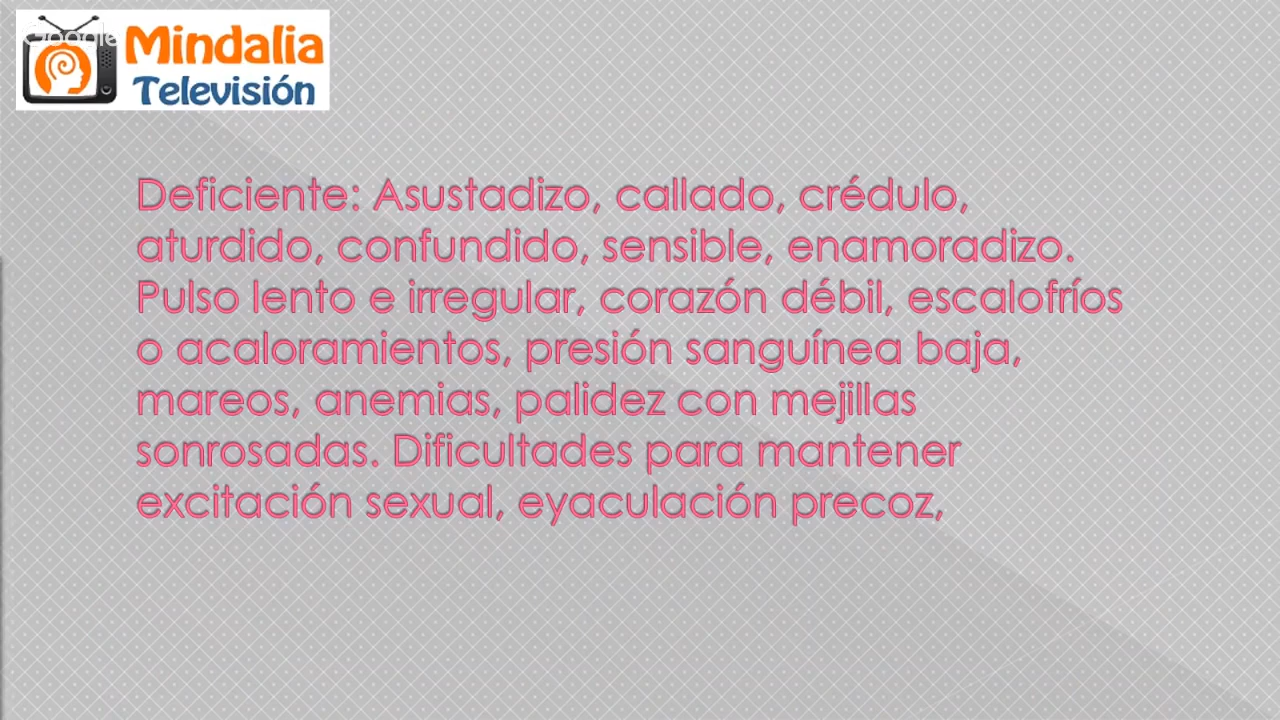 Google
Mindalia
Televisión
Deficiente: Asustadizo, callado, crédulo,
aturdido, confundido, sensible, enamoradizo.
Pulso lento e irregular, corazón débil, escalofríos
o acaloramientos, presión sanguínea baja,
mareos, anemias, palidez con mejillas
sonrosadas. Dificultades para mantener
excitación sexual, eyaculación precoz,